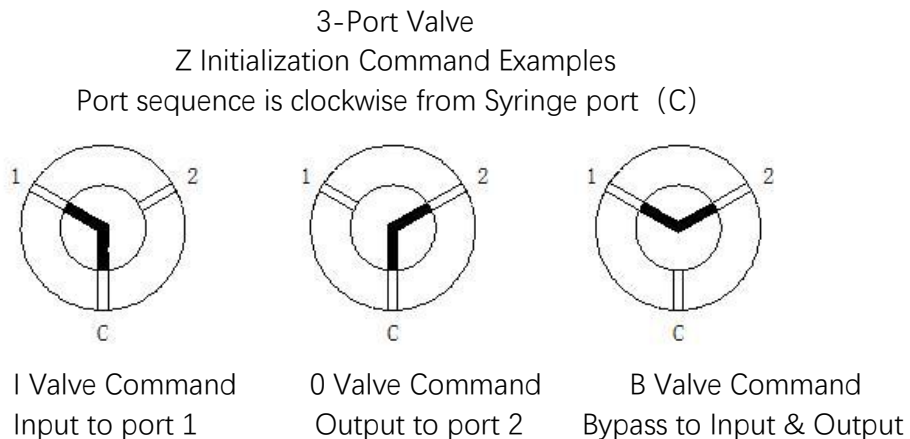 3-Port Valve
Z Initialization Command Examples
Port sequence is clockwise from Syringe port（C）
1 2 1 2 1 2
C C C
I Valve Command 0 Valve Command B Valve Command
Input to port 1 Output to port 2 Bypass to Input & Output